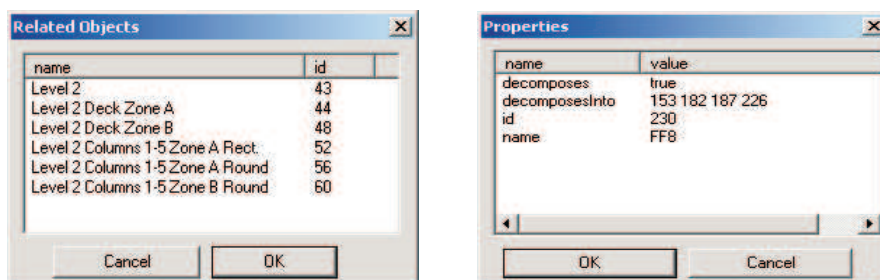 Related Objects
name id
Level 2 43
Level 2 Deck Zone A 44
Level 2 Deck Zone B 48
Level 2 Columns 1-5 Zone A Rect. 52
Level 2 Columns 1-5 Zone A Round 56
Level 2 Columns 1-5 Zone B Round 60
Cancel OK
Properties
name value
decomposes true
decomposesInto 153 182 187 226
id 230
name FF8
OK Cancel